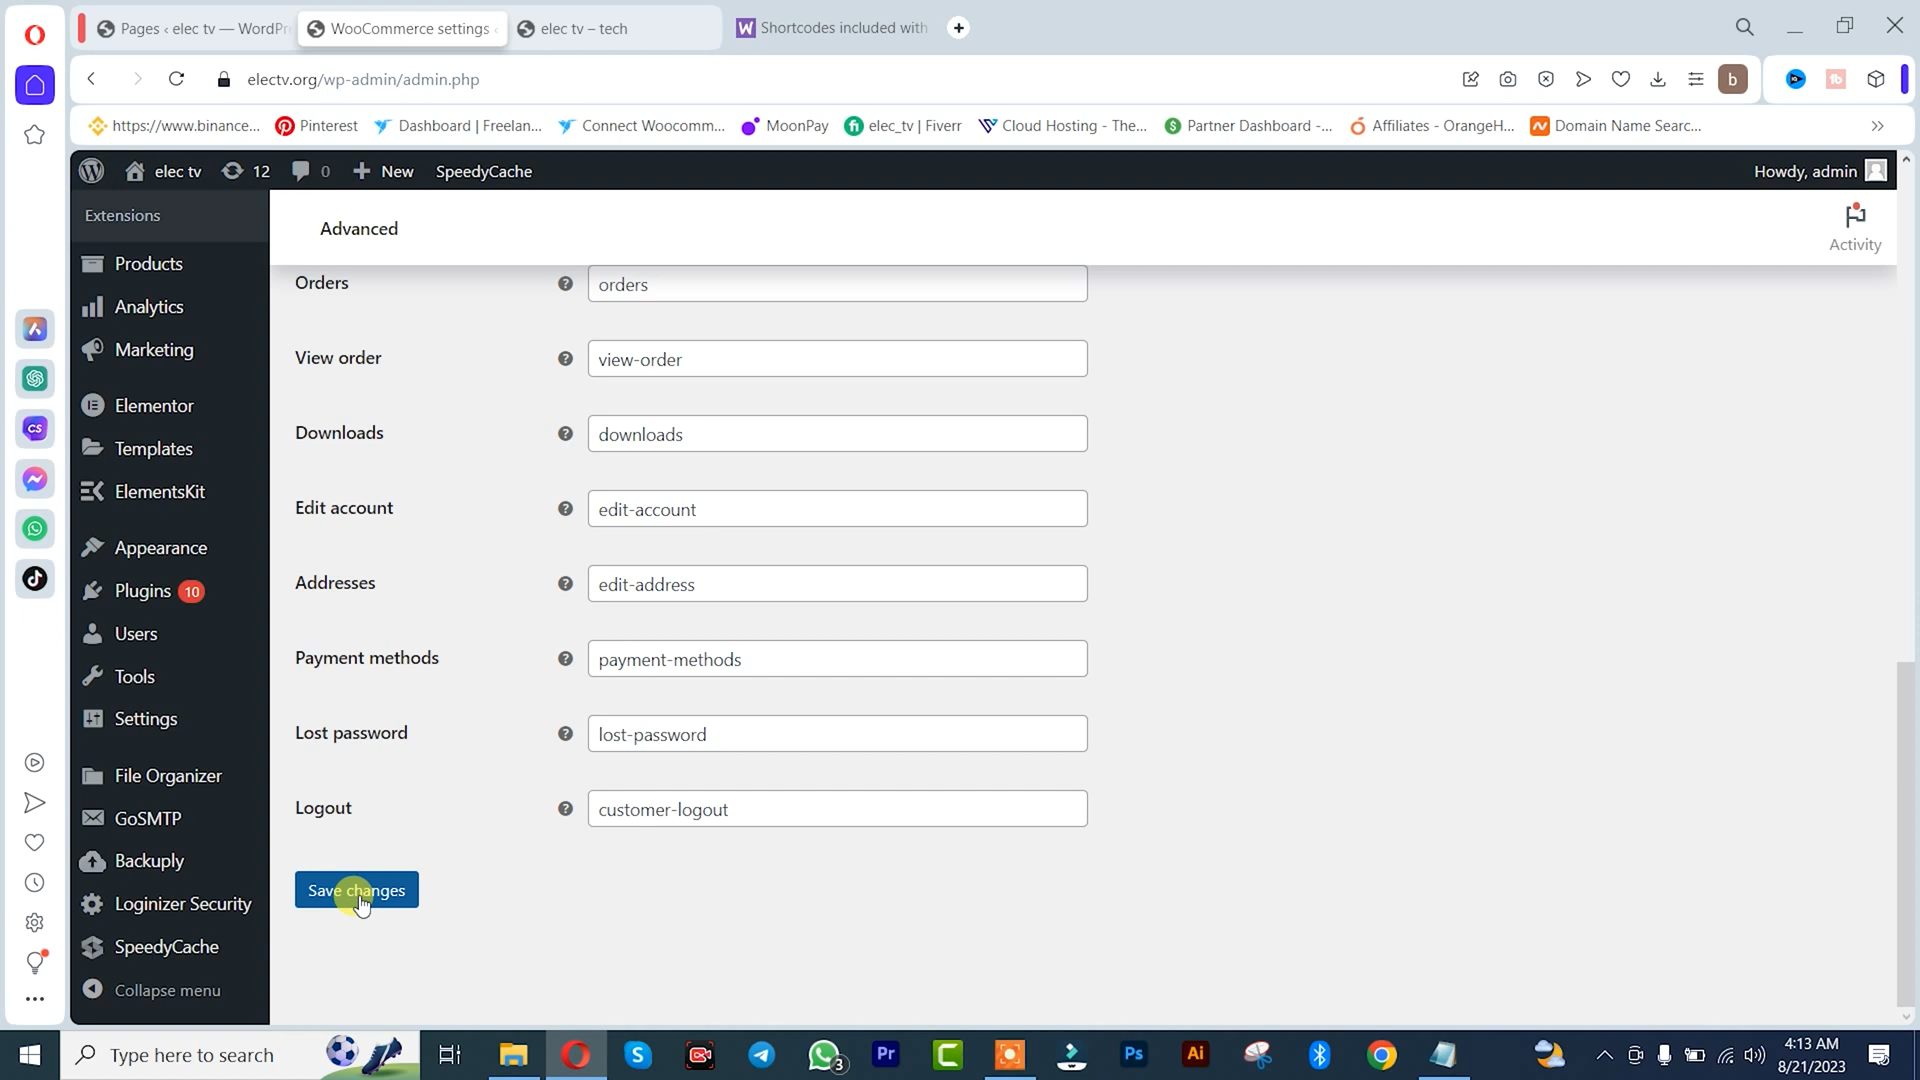 Pages ‹ elec tv — WordPr
WooCommerce settings ‹
elec tv – tech
W Shortcodes included with
electv.org/wp-admin/admin.php
b
https://www.binance...
Pinterest
Dashboard | Freelan...
Connect Woocomm...
MoonPay
elec_tv | Fiverr
Cloud Hosting - The...
Partner Dashboard -...
Affiliates - OrangeH...
Domain Name Searc...
elec tv
12
0
New
SpeedyCache
Howdy, admin
Extensions
Advanced
Activity
Products
Analytics
Marketing
Elementor
Templates
ElementsKit
Appearance
Plugins 10
Users
Tools
Settings
File Organizer
GoSMTP
Backuply
Loginizer Security
SpeedyCache
Collapse menu
Orders
orders
View order
view-order
Downloads
downloads
Edit account
edit-account
Addresses
edit-address
Payment methods
payment-methods
Lost password
lost-password
Logout
customer-logout
Save changes
CS
Type here to search
3
Pr
Ps
Ai
4:13 AM
8/21/2023